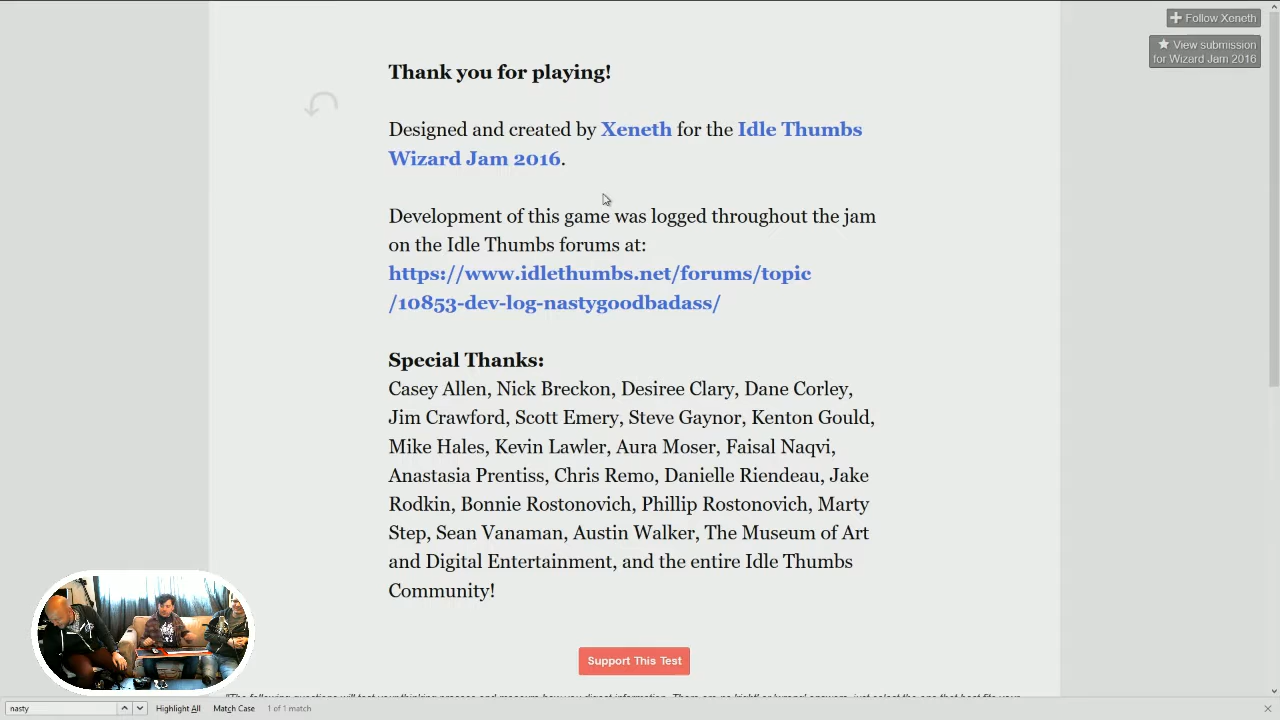 Follow Xeneth
View submission
for Wizard Jam 2016
Thank you for playing!
Designed and created by Xeneth for the Idle Thumbs
Wizard Jam 2016.
Development of this game was logged throughout the jam
on the Idle Thumbs forums at:
https://www.idlethumbs.net/forums/topic
/10853-dev-log-nastygoodbadass/
Special Thanks:
Casey Allen, Nick Breckon, Desiree Clary, Dane Corley,
Jim Crawford, Scott Emery, Steve Gaynor, Kenton Gould,
Mike Hales, Kevin Lawler, Aura Moser, Faisal Naqvi,
Anastasia Prentiss, Chris Remo, Danielle Riendeau, Jake
Rodkin, Bonnie Rostonovich, Phillip Rostonovich, Marty
Step, Sean Vanaman, Austin Walker, The Museum of Art
and Digital Entertainment, and the entire Idle Thumbs
Community!
Support This Test
nasty
Highlight All
Match Case
1 of 1 match